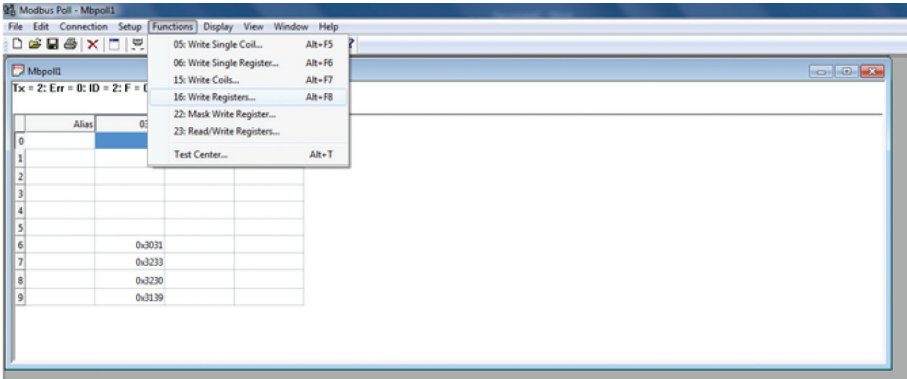 Modbus Poll - Mbpoll1
File Edit Connection Setup Functions Display View Window Help
05: Write Single Coil... Alt+F5
06: Write Single Register... Alt+F6
15: Write Coils... Alt+F7
16: Write Registers... Alt+F8
22: Mask Write Register...
23: Read/Write Registers...
Test Center... Alt+T
Mbpoll1
Tx = 2: Err = 0: ID = 2: F =
Alias
0
1
2
3
4
5
6 0x3031
7 0x3233
8 0x3230
9 0x3139